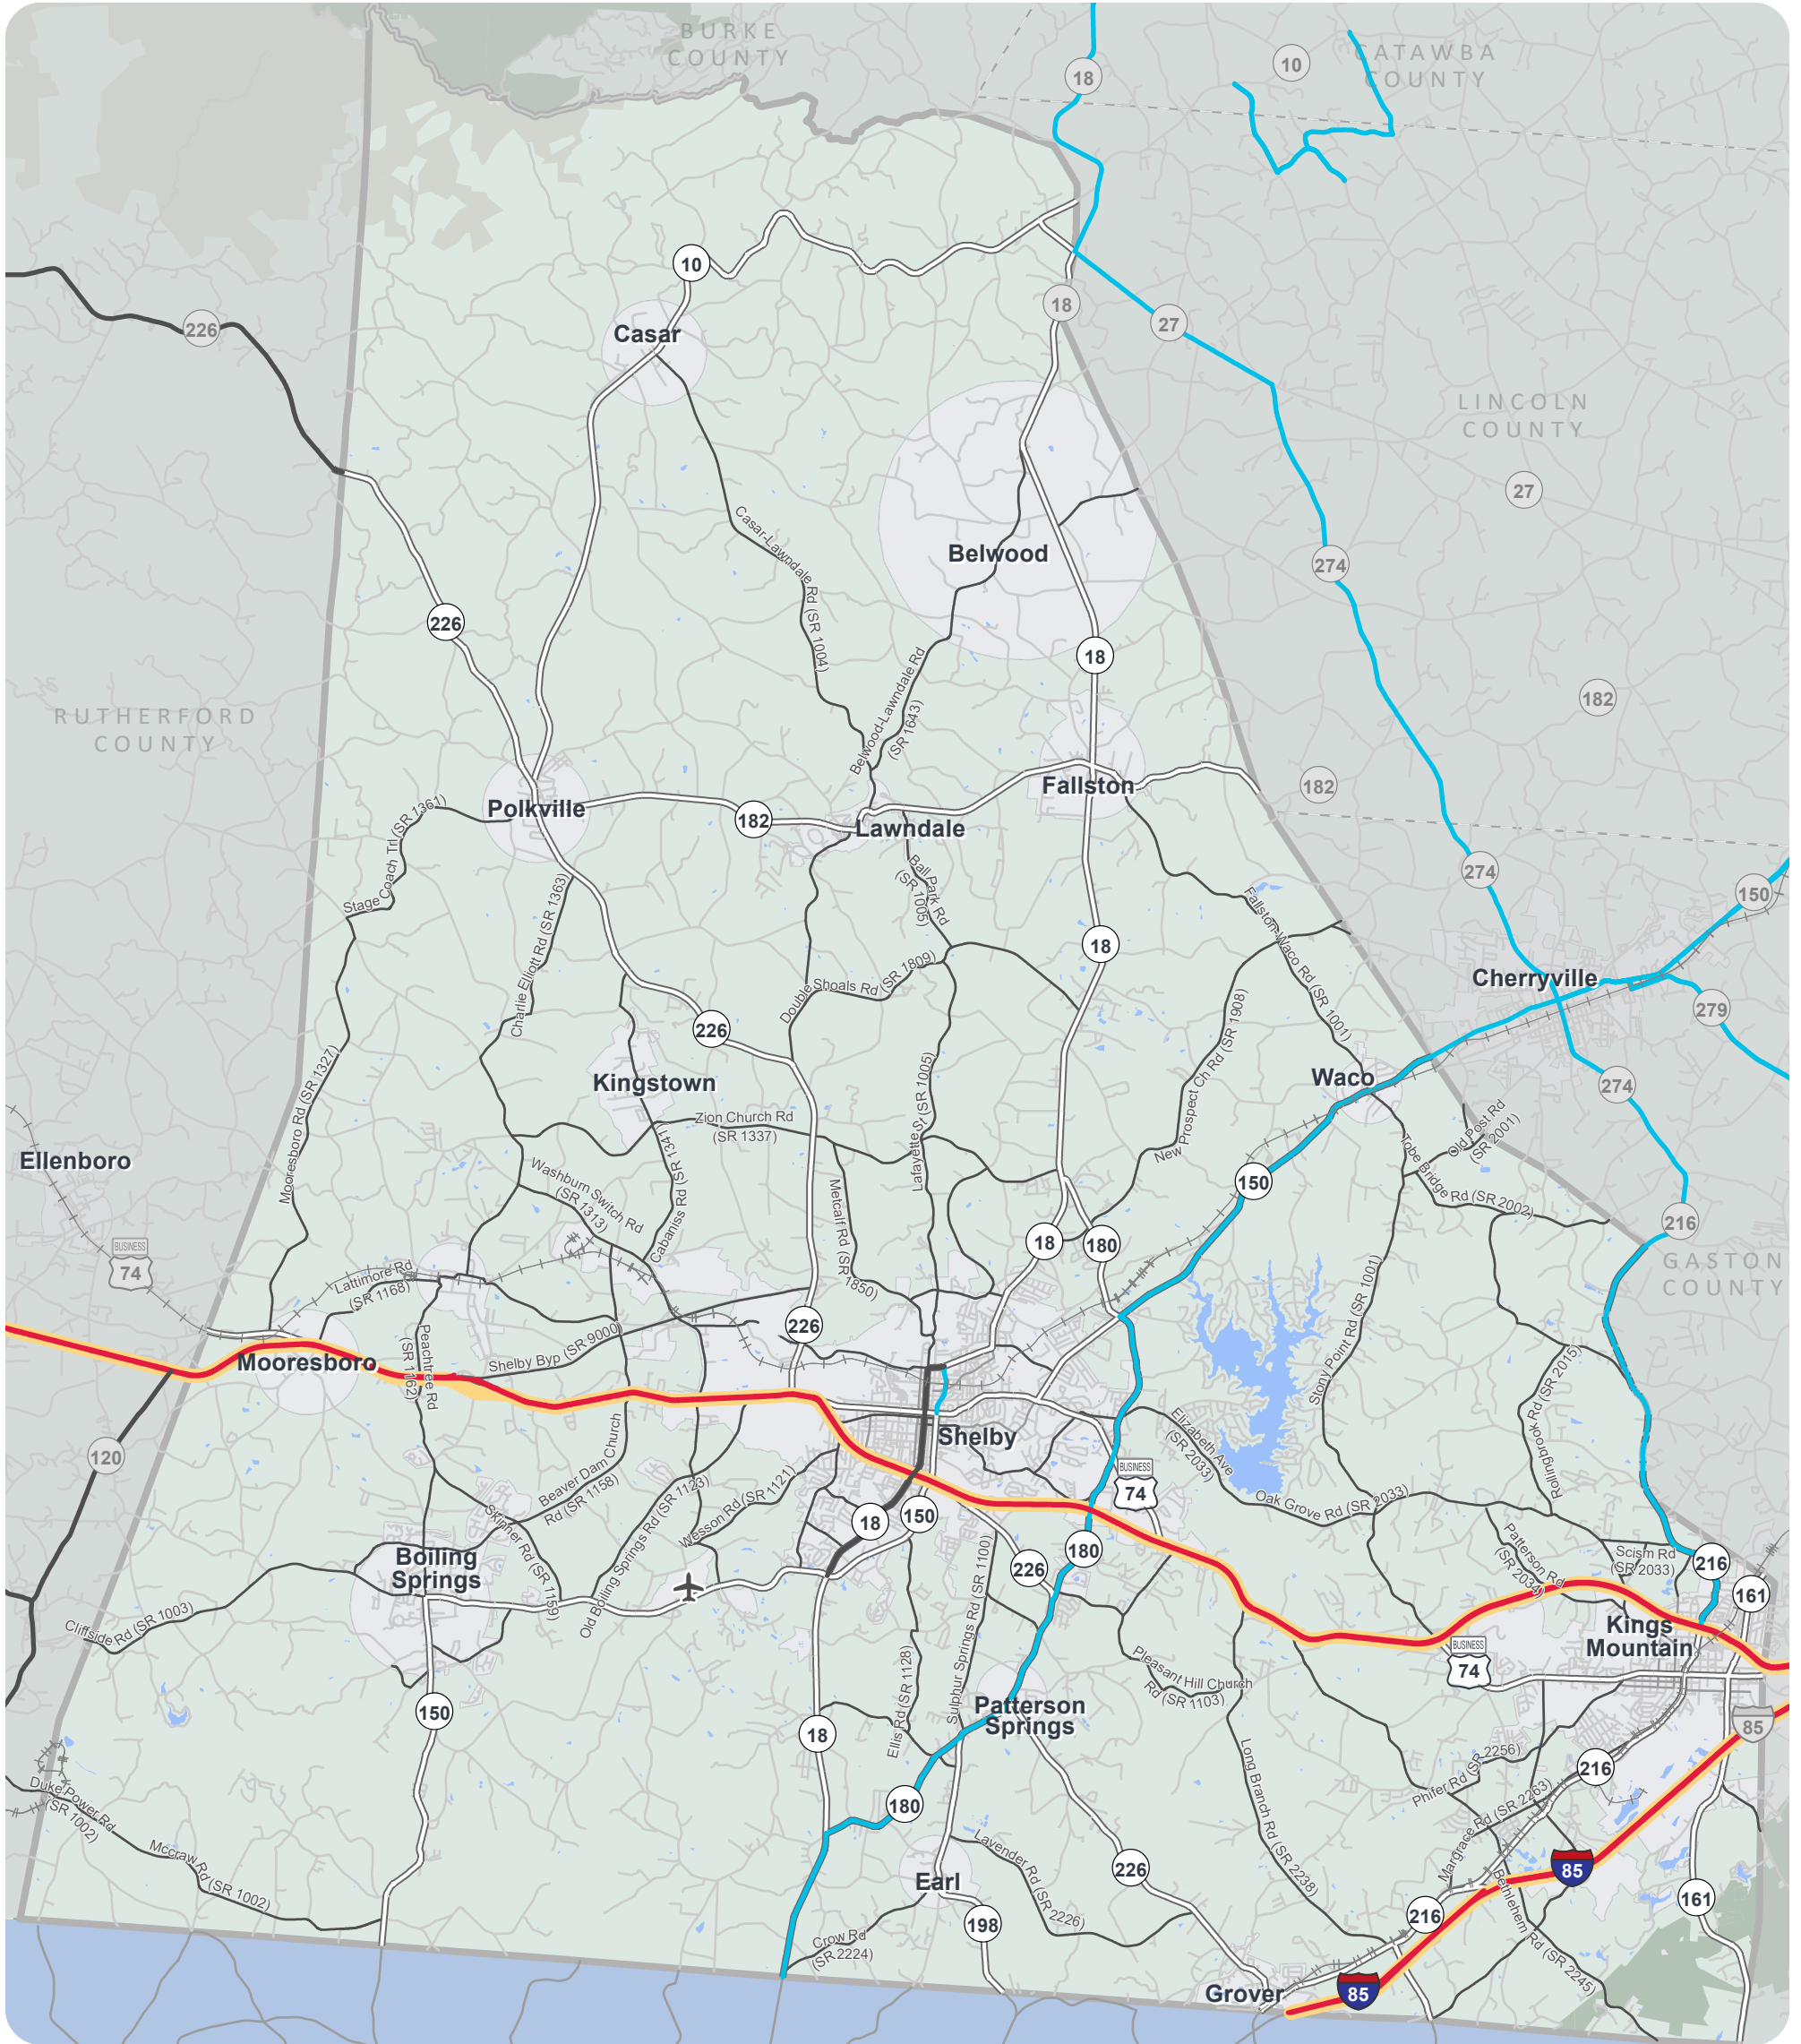 BURKE
COUNTY
CATAWBA
COUNTY
10
18
10
226
Casar
18
27
LINCOLN
COUNTY
27
Casar-Lawndale Rd (SR 1004)
Belwood
274
226
18
182
RUTHERFORD
COUNTY
Belwood-Lawndale Rd
(SR 1643)
Fallston
182
Stage Coach Trl (SR 1361)
Polkville
182
Lawndale
Ball Park Rd
(SR 1005)
274
150
Charlie Elliott Rd (SR 1363)
Fallston-Waco Rd (SR 1001)
18
Double Shoals Rd (SR 1809)
Cherryville
279
New Prospect Ch Rd (SR 1908)
226
Kingstown
Mooresboro Rd (SR 1327)
Lafayette S, (SR 1005)
Waco
274
Zion Church Rd
(SR 1337)
Old Post Rd
(SR 2001)
Ellenboro
Washburn Switch Rd
(SR 1313)
Cabaniss Rd (SR 1341)
Metcalf Rd (SR 1850)
150
Tobe Bridge Rd (SR 2002)
216
BUSINESS
74
18
180
GASTON
COUNTY
Lattimore Rd
(SR 1168)
226
Stony Point Rd (SR 1001)
Mooresboro
Peachtree Rd
(SR 1162)
Shelby Byp (SR 9000)
Rollingbrook Rd (SR 2015)
120
Shelby
Elizabeth Ave
(SR 2033)
Beaver Dam Church
Rd (SR 1158)
BUSINESS
74
Oak Grove Rd (SR 2033)
Skinner Rd (SR 1159)
Old Boiling Springs Rd (SR 1123)
Wesson Rd (SR 1121)
18
150
180
226
Patterson Rd
(SR 2034)
Scism Rd
(SR 2033)
216
161
Boiling
Springs
Cliffside Rd (SR 1003)
Kings
Mountain
BUSINESS
74
Ellis Rd (SR 1128)
Sulphur Springs Rd (SR 1100)
Pleasant Hill Church
Rd (SR 1103)
150
18
Patterson
Springs
85
Duke Power Rd
(SR 1002)
Mccraw Rd (SR 1002)
180
Long Branch Rd (SR 2238)
Phifer Rd (SR 2256)
216
Margrace Rd (SR 2263)
85
Earl
Lavender Rd (SR 2226)
226
Bethlehem Rd (SR 2245)
216
161
198
Crow Rd
(SR 2224)
Grover
85